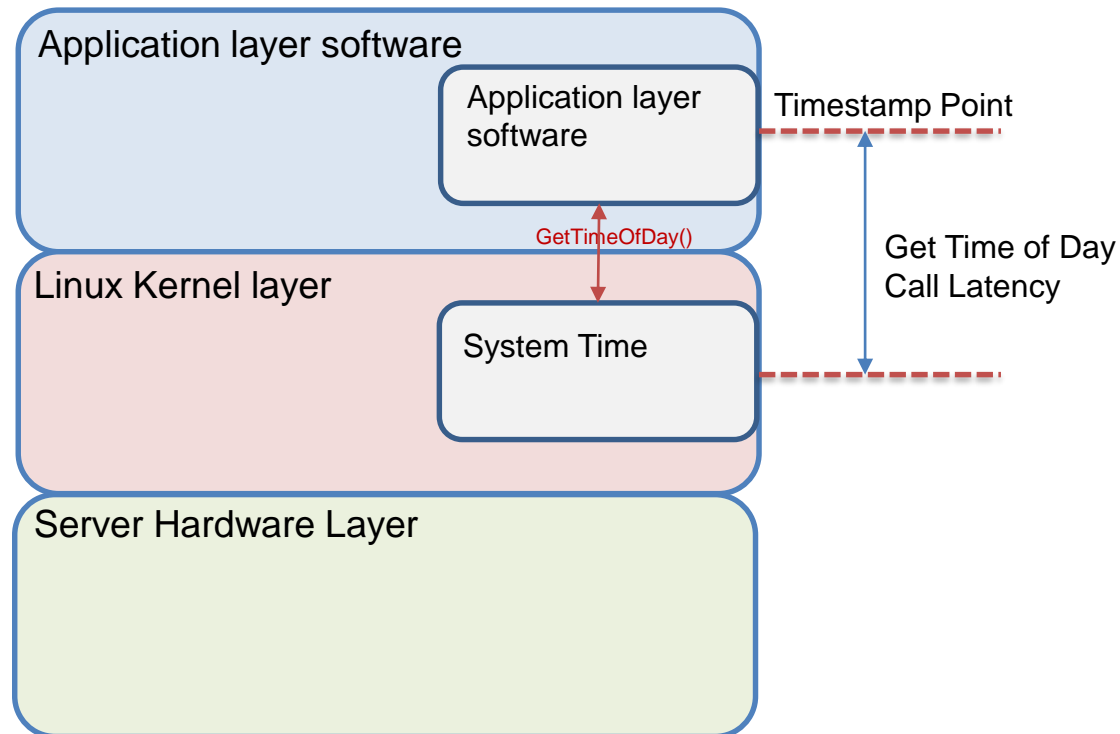 Application layer software
Application layer
software
Timestamp Point
GetTimeOfDay()
Get Time of Day
Call Latency
Linux Kernel layer
System Time
Server Hardware Layer